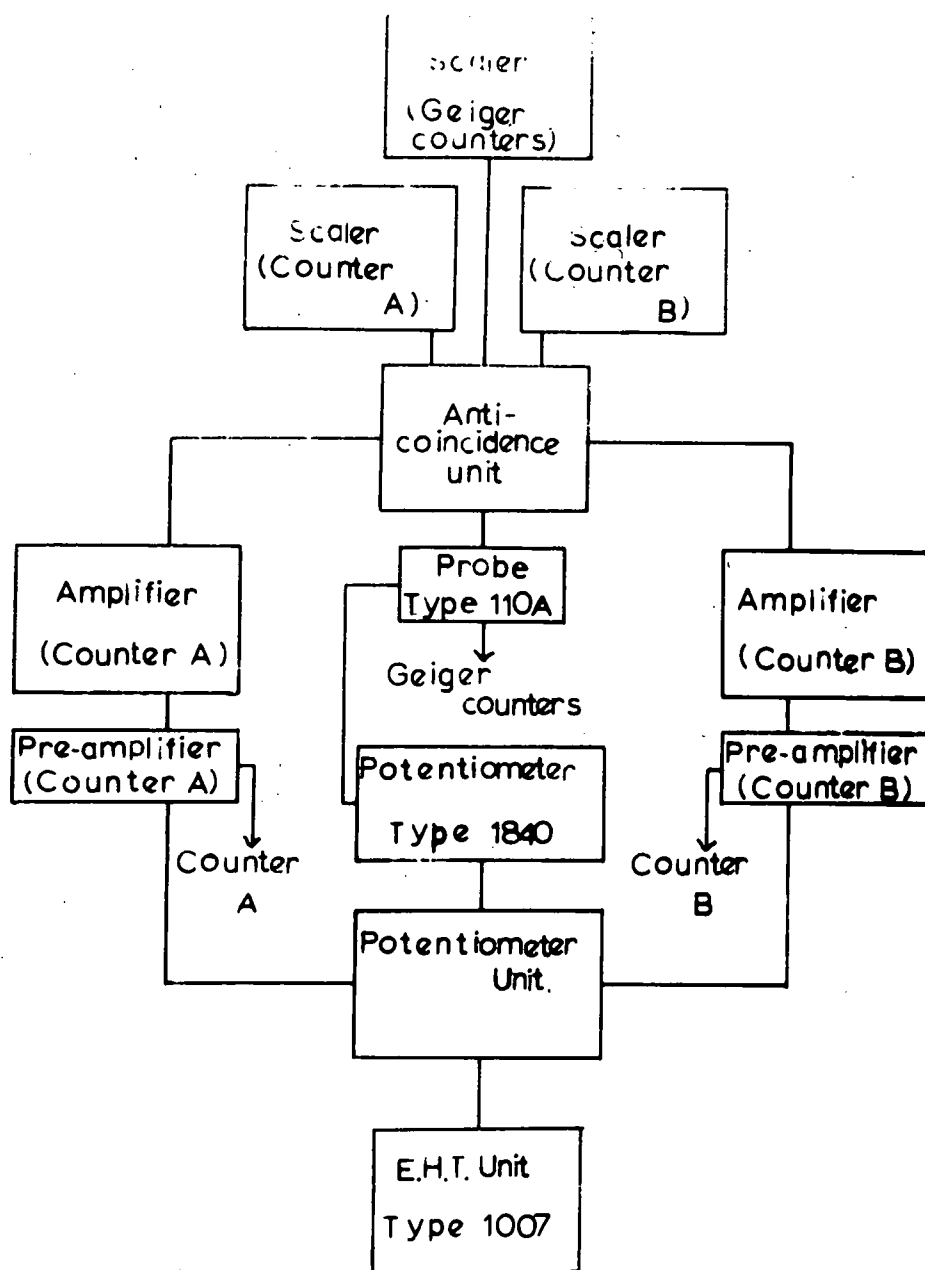 Scaler
(Geiger
counters)
Scaler
(Counter
A)
Scaler
(Counter
B)
Anti-
coincidence
unit
Probe
Type 110A
Geiger
counters
Amplifier
(Counter A)
Amplifier
(Counter B)
Pre-amplifier
(Counter A)
Pre-amplifier
(Counter B)
Counter
A
Potentiometer
Type 1840
Counter
B
Potentiometer
Unit.
E.H.T. Unit
Type 1007